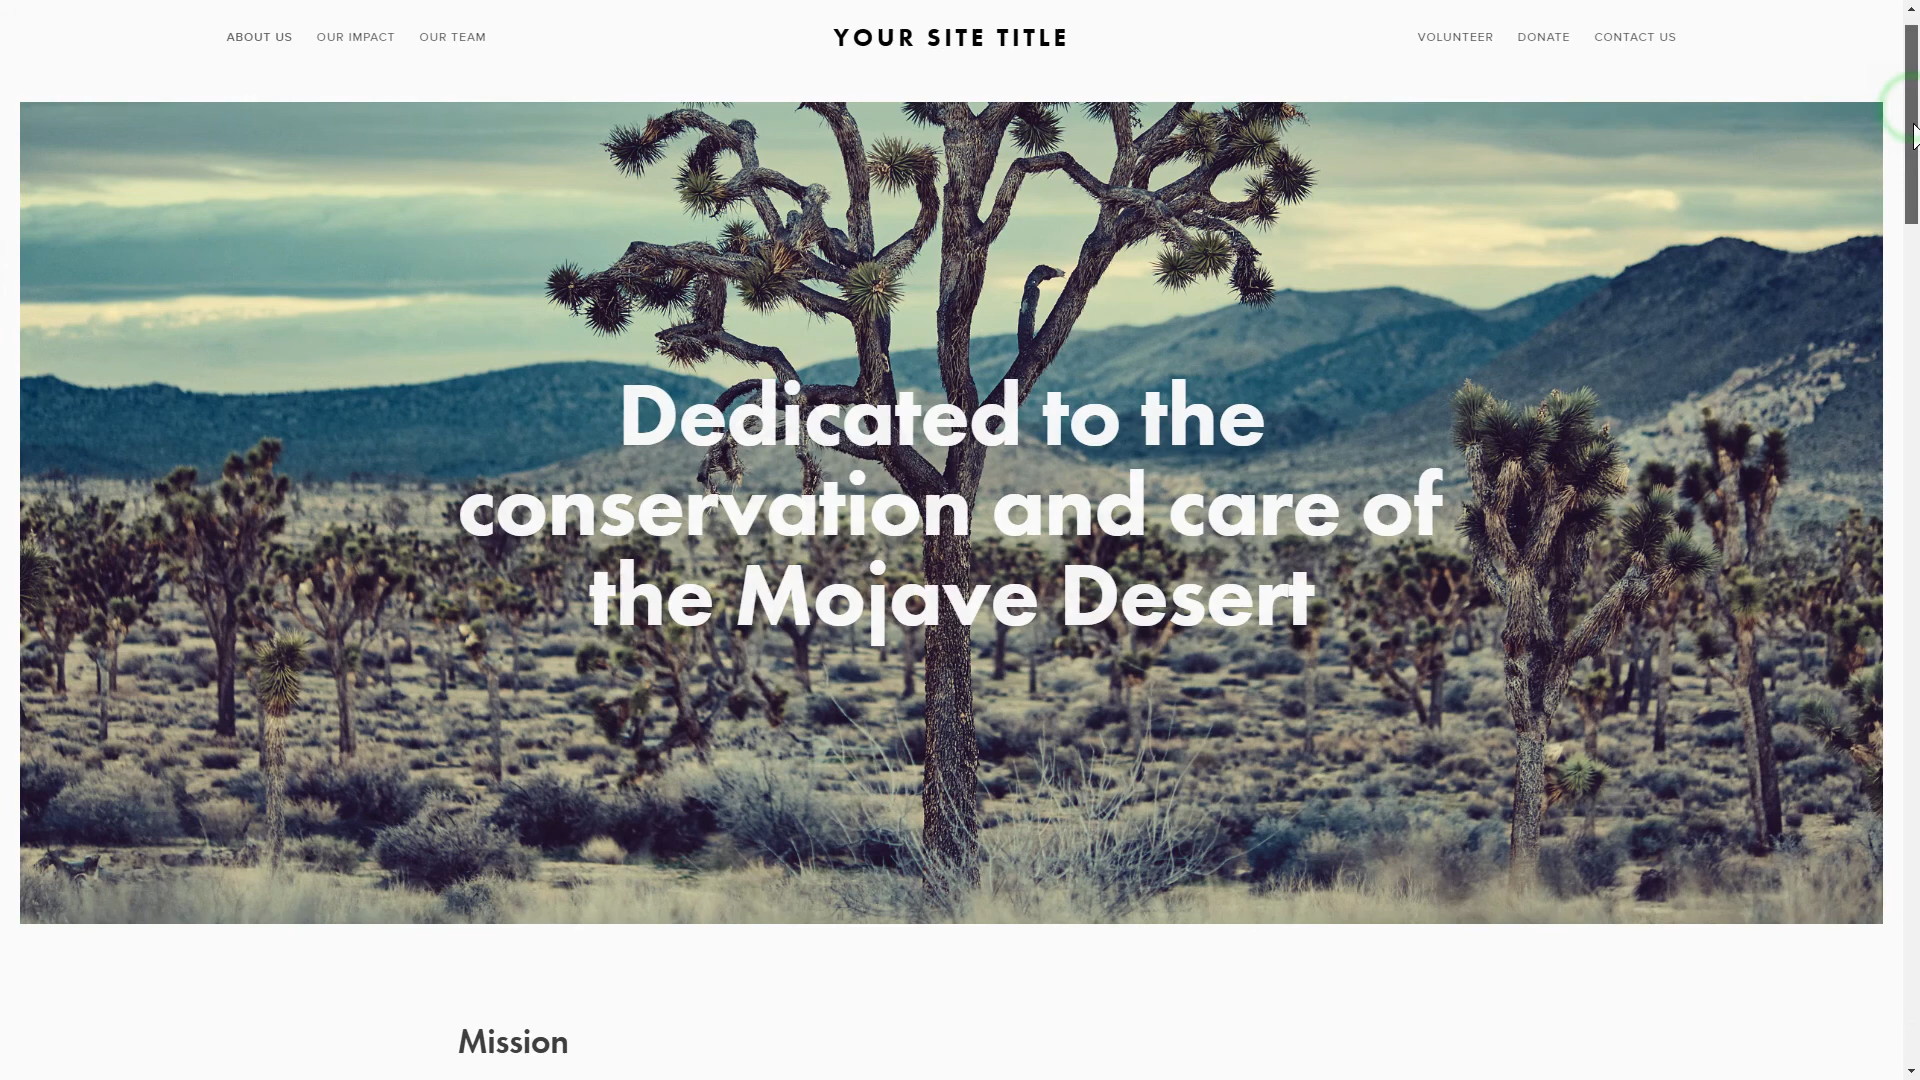 ABOUT US OUR IMPACT OUR TEAM YOUR SITE TITLE VOLUNTEER DONATE CONTACT US
Dedicated to the
conservation and care of
the Mojave Desert
Mission